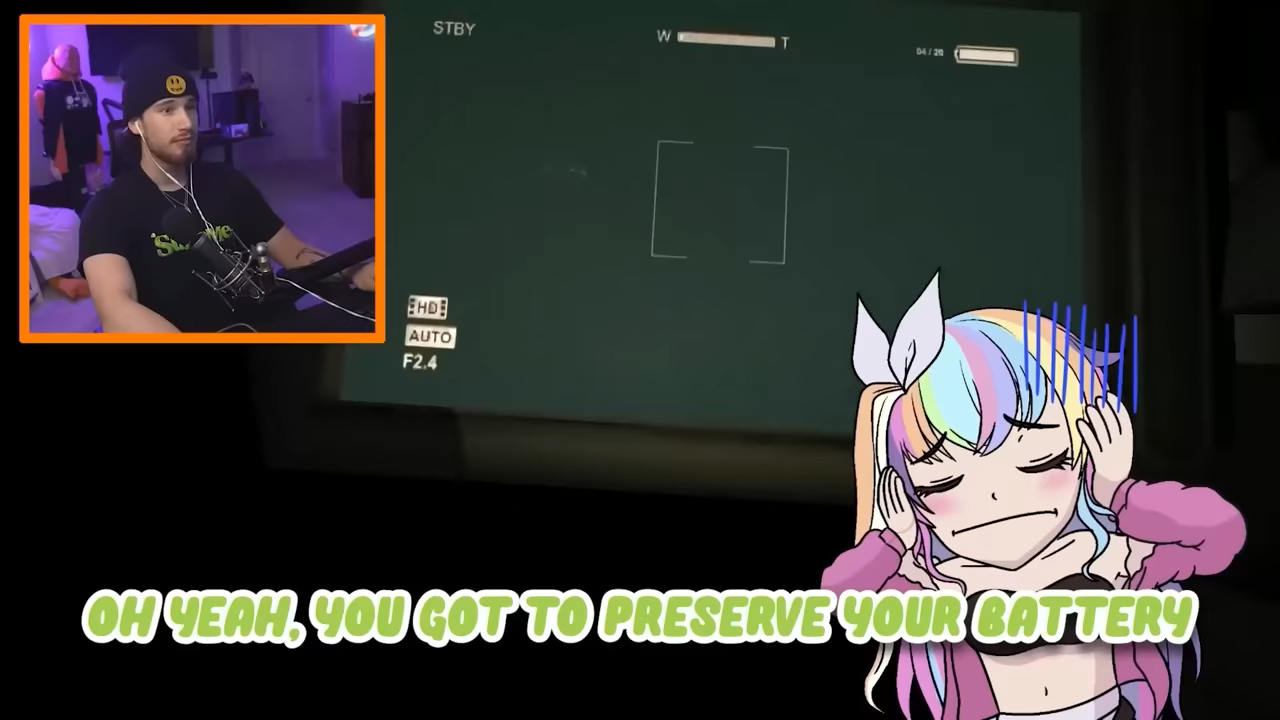 STBY
W T
04/20
HD
AUTO
F2.4
OH YEAH, YOU GOT TO PRESERVE YOUR BATTERY